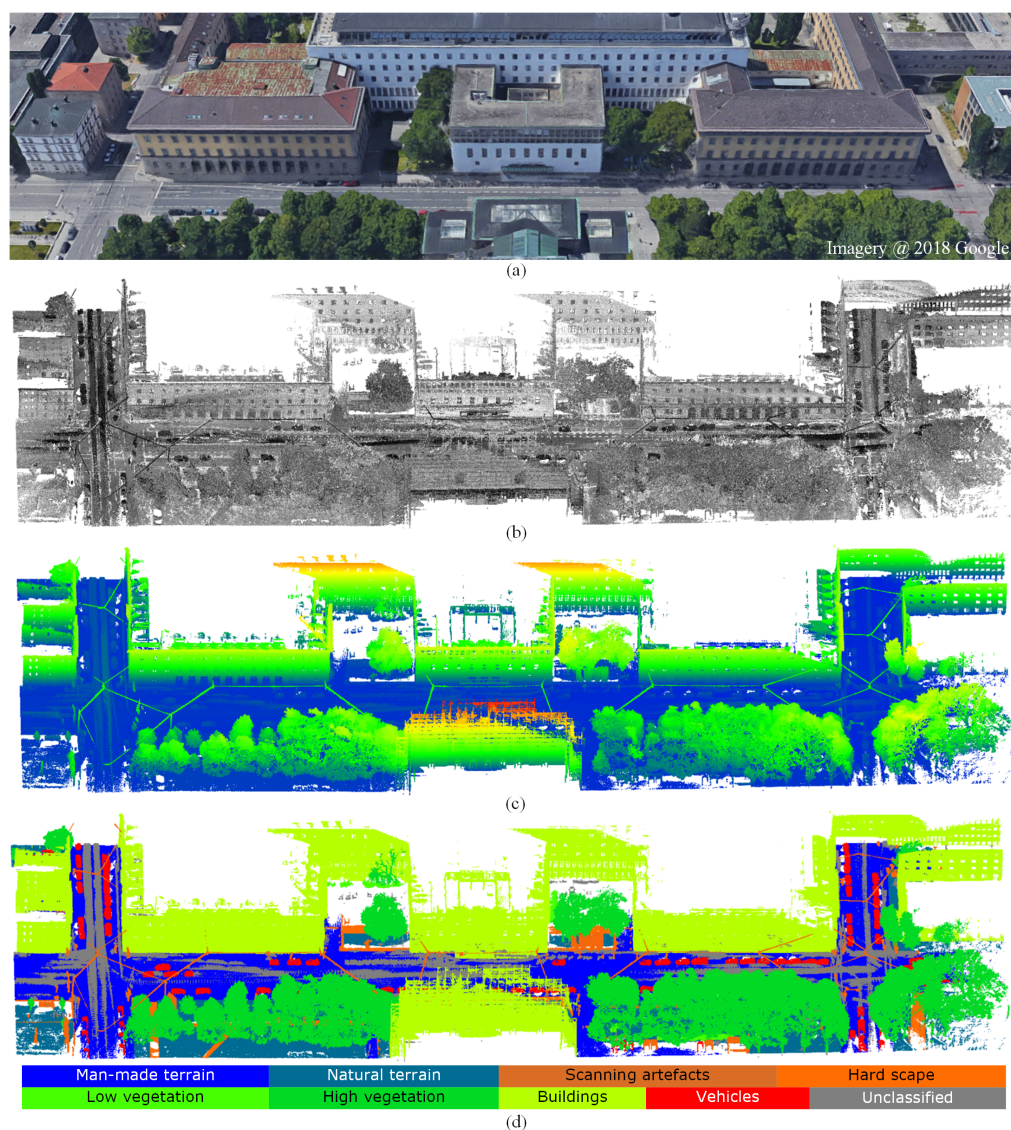 Imagery @ 2018 Google
(a)
(b)
(c)
Man-made terrain Natural terrain Scanning artefacts Hard scape
Low vegetation High vegetation Buildings Vehicles Unclassified
(d)